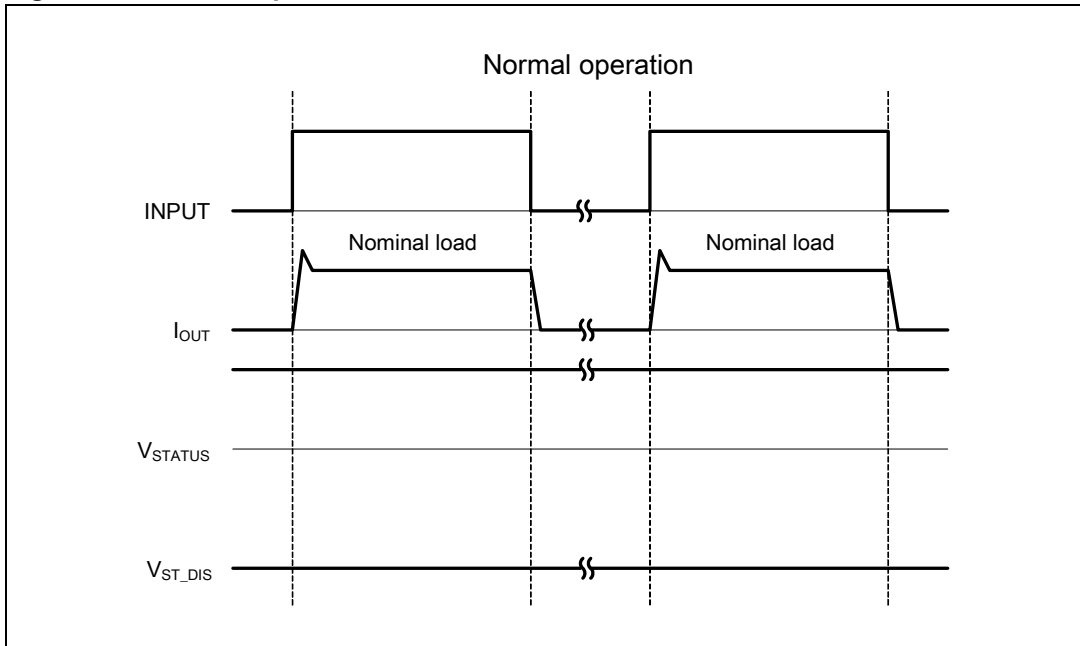 Normal operation
INPUT
Nominal load Nominal load
IOUT
VSTATUS
VST_DIS